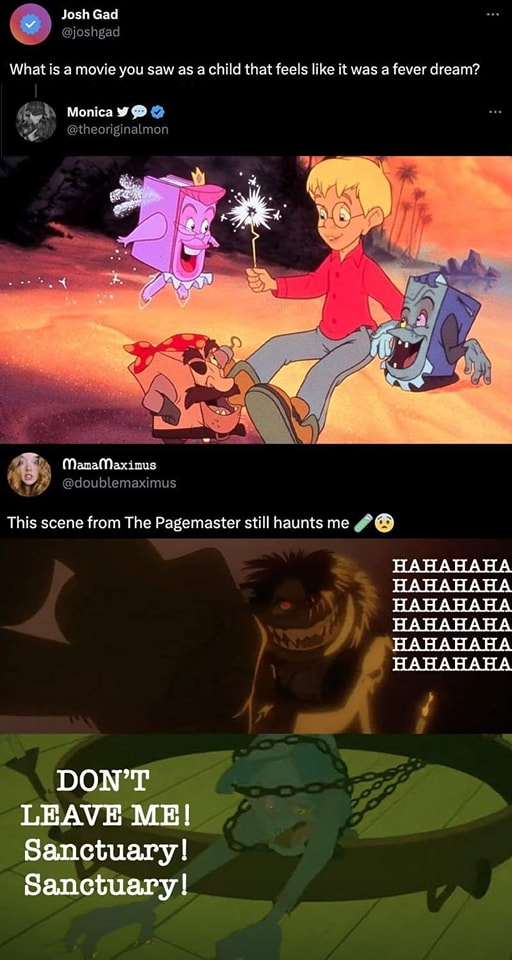 Josh Gad
@joshgad
What is a movie you saw as a child that feels like it was a fever dream?
Monica
@theoriginalmon
MamaMaximus
@doublemaximus
This scene from The Pagemaster still haunts me 🧪😰
HAHAHAHA
HAHAHAHA
HAHAHAHA
HAHAHAHA
HAHAHAHA
HAHAHAHA
DON'T
LEAVE ME!
Sanctuary!
Sanctuary!